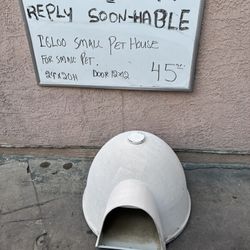 REPLY SOON-HABLE
IGLOO SMALL PET HOUSE
FOR SMALL PET.
24X20H DOOR 12X12
45